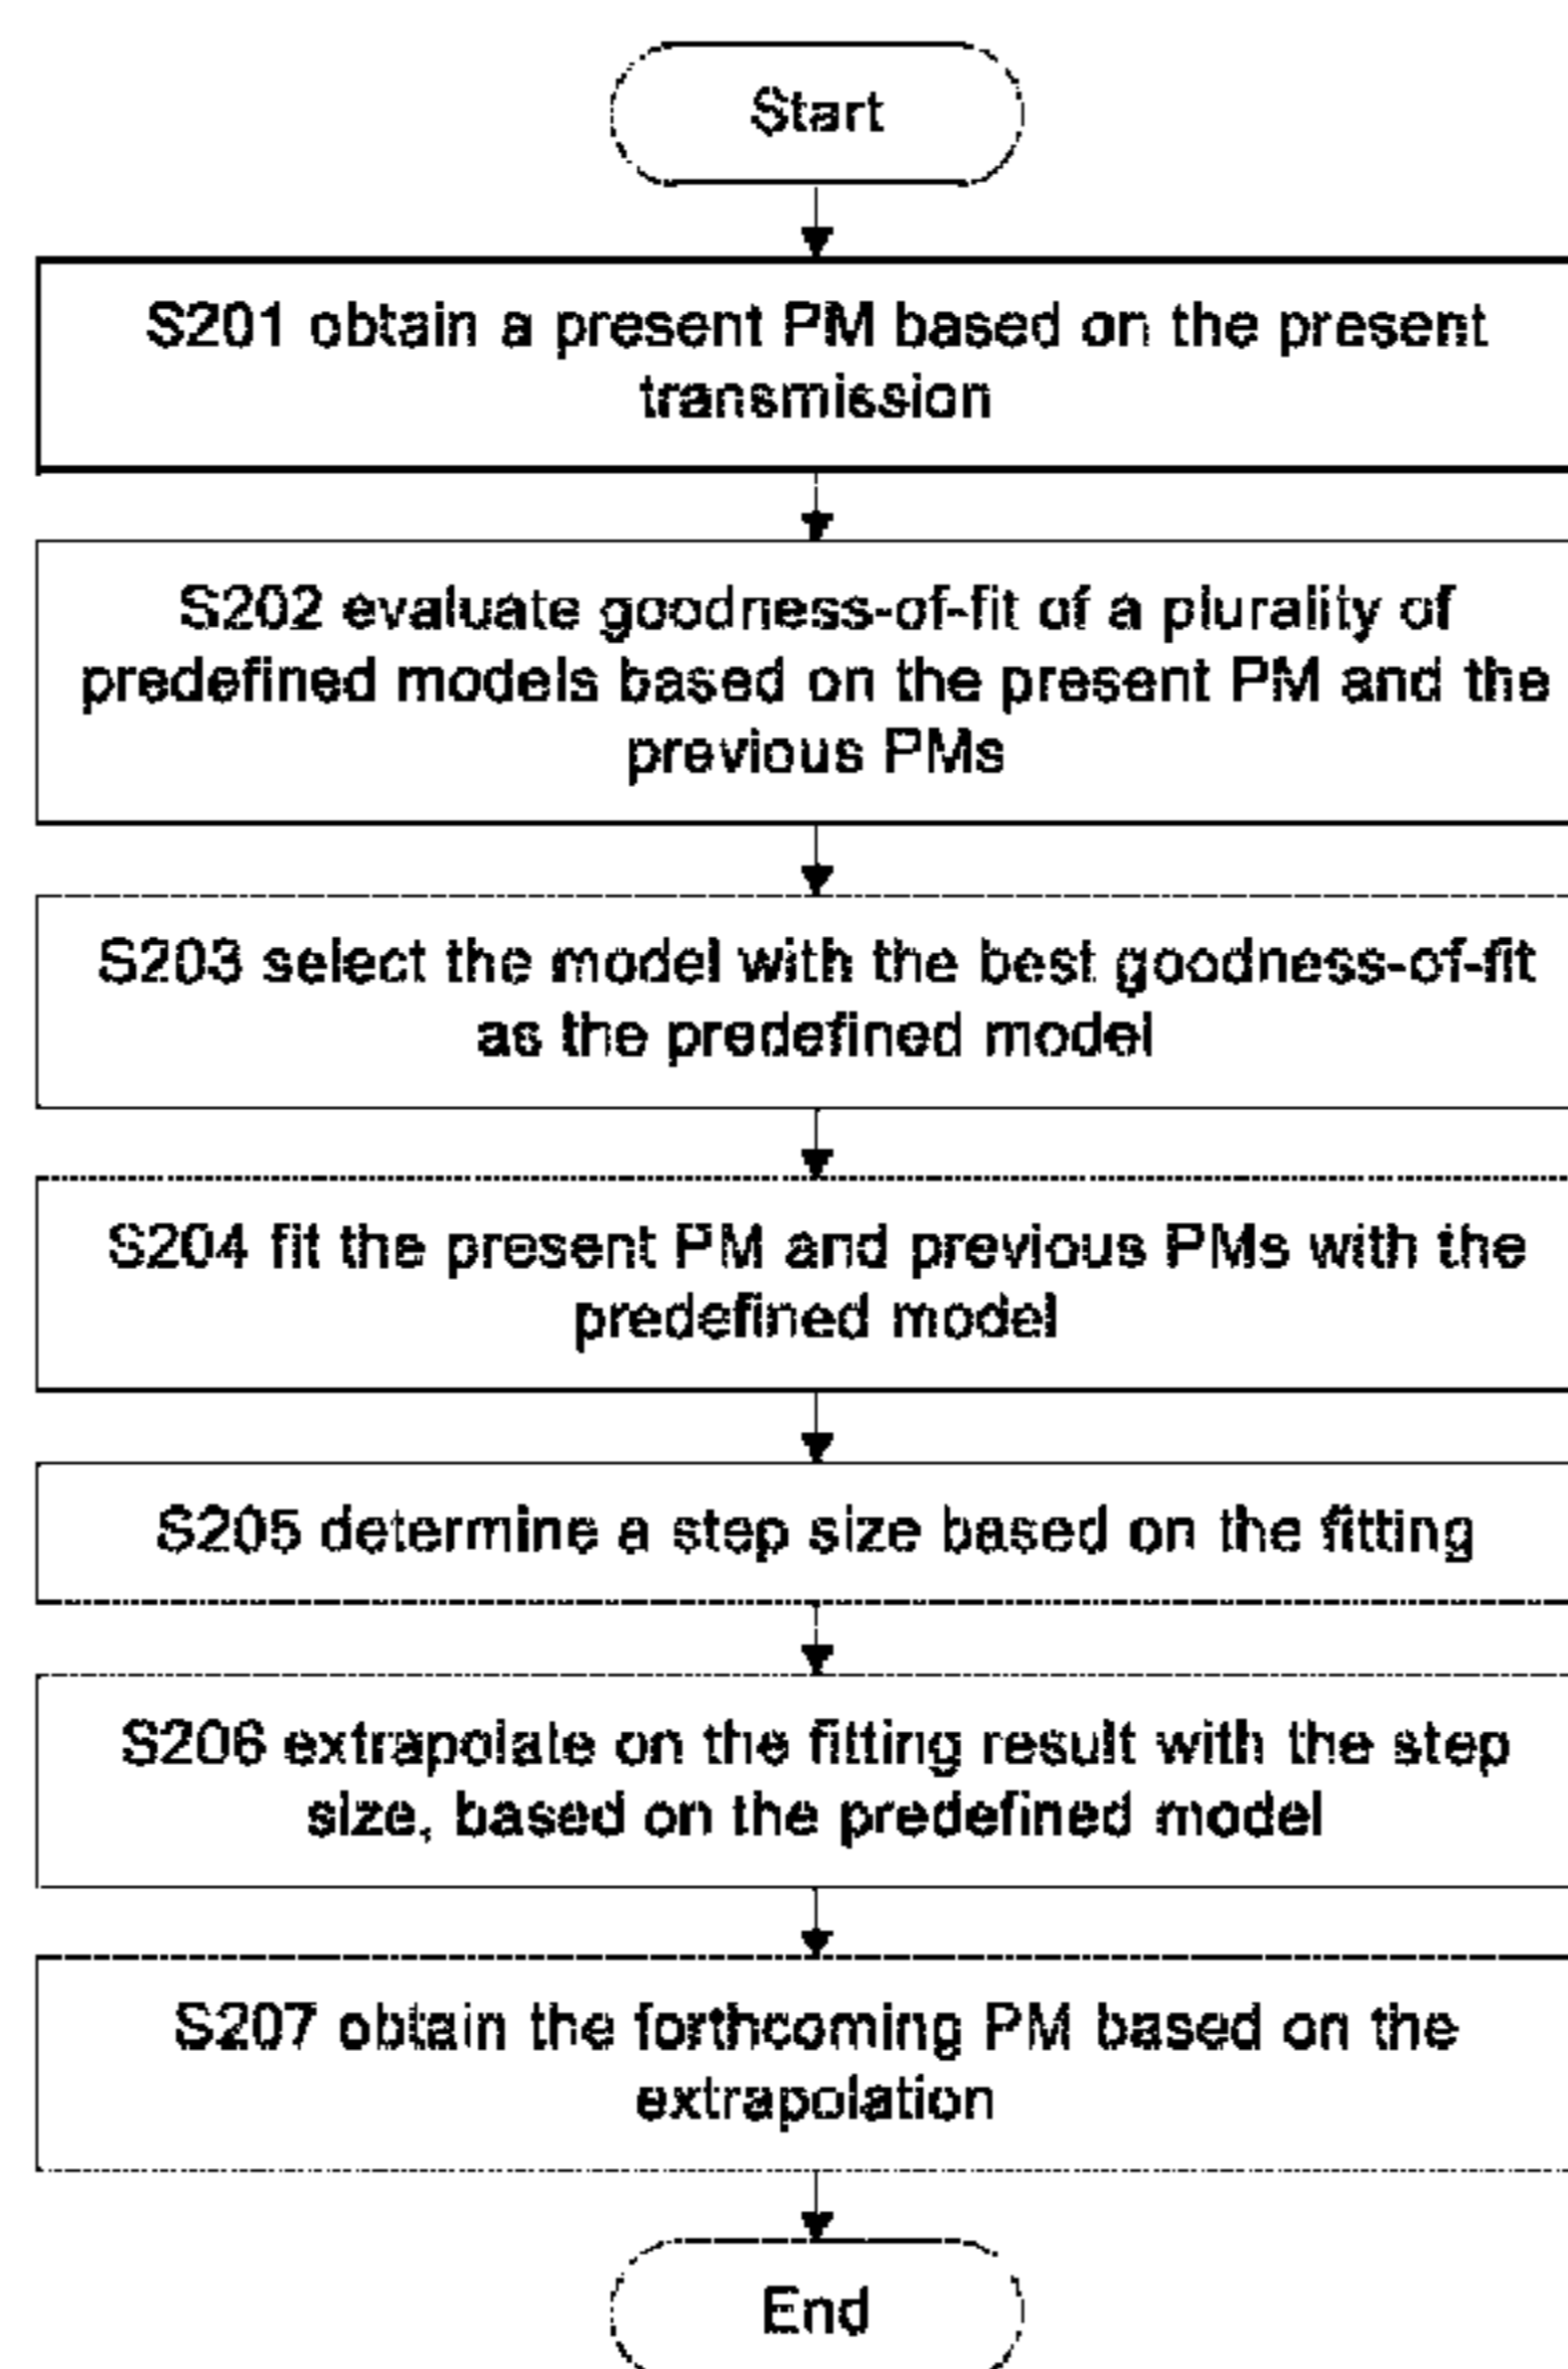 Start
S201 obtain a present PM based on the present
transmission
S202 evaluate goodness-of-fit of a plurality of
predefined models based on the present PM and the
previous PMs
S203 select the model with the best goodness-of-fit
as the predefined model
S204 fit the present PM and previous PMs with the
predefined model
S205 determine a step size based on the fitting
S206 extrapolate on the fitting result with the step
size, based on the predefined model
S207 obtain the forthcoming PM based on the
extrapolation
End